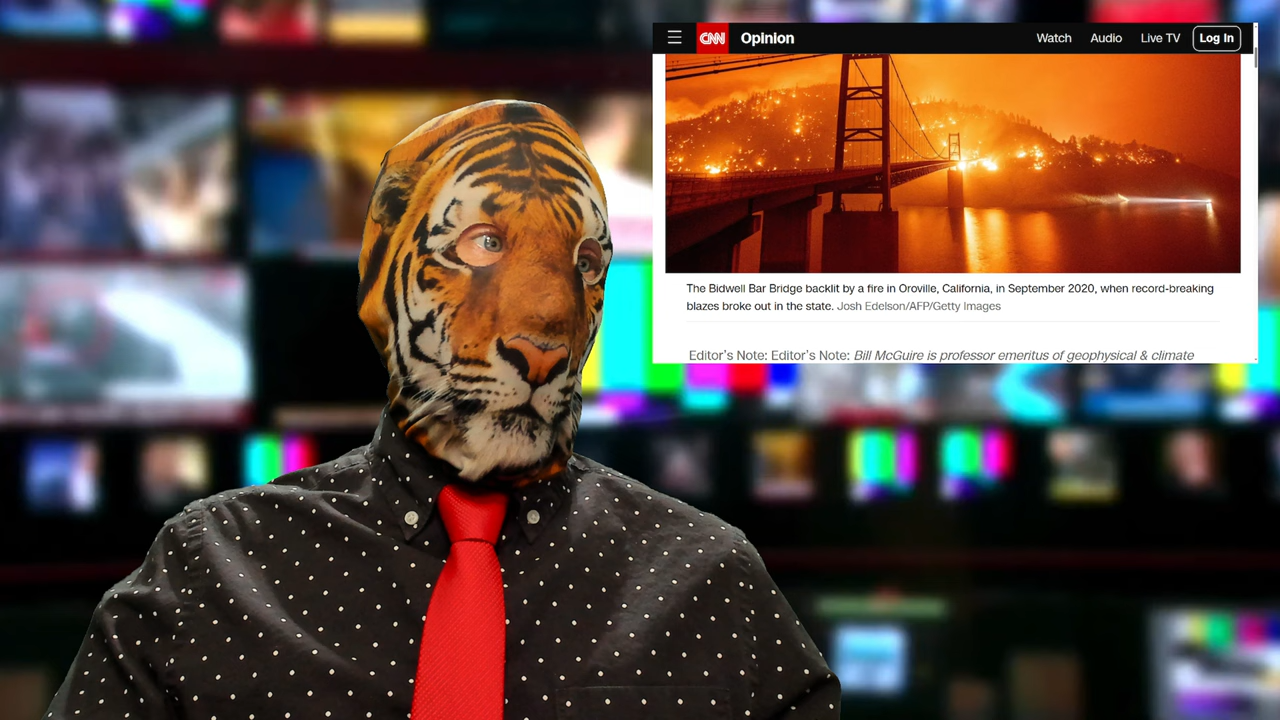 CNN Opinion Watch Audio Live TV Log In
The Bidwell Bar Bridge backlit by a fire in Oroville, California, in September 2020, when record-breaking
blazes broke out in the state. Josh Edelson/AFP/Getty Images
Editor's Note: Editor's Note: Bill McGuire is professor emeritus of geophysical & climate